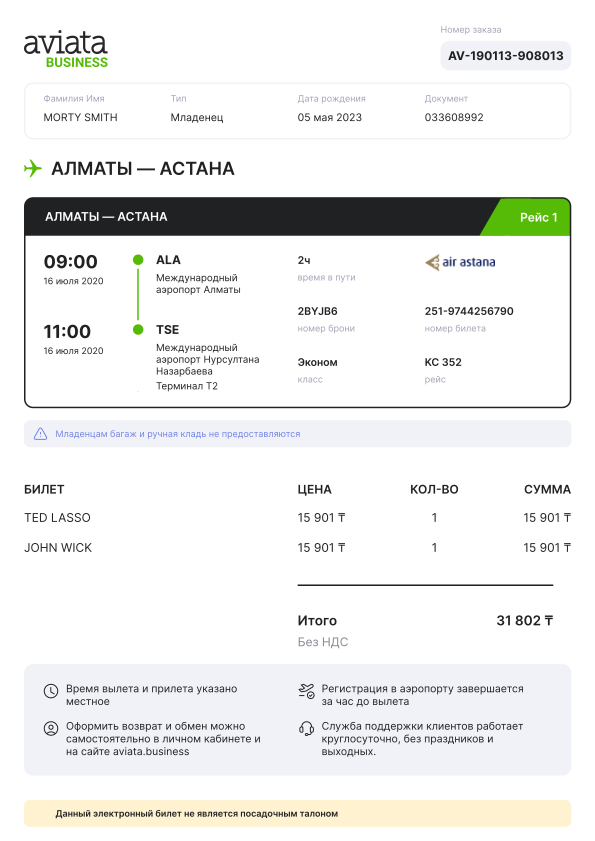 aviata
BUSINESS
Номер заказа
AV-190113-908013
Фамилия Имя Тип Дата рождения Документ
MORTY SMITH Младенец 05 мая 2023 033608992
АЛМАТЫ — АСТАНА
АЛМАТЫ — АСТАНА Рейс 1
09:00
16 июля 2020
ALA
Международный
аэропорт Алматы
2ч
время в пути
air astana
11:00
16 июля 2020
TSE
Международный
аэропорт Нурсултана
Назарбаева
Терминал T2
2BYJB6
номер брони
251-9744256790
номер билета
Эконом
класс
KC 352
рейс
Младенцам багаж и ручная кладь не предоставляются
БИЛЕТ ЦЕНА КОЛ-ВО СУММА
TED LASSO 15 901 ₸ 1 15 901 ₸
JOHN WICK 15 901 ₸ 1 15 901 ₸
Итого 31 802 ₸
Без НДС
Время вылета и прилета указано
местное
Регистрация в аэропорту завершается
за час до вылета
Оформить возврат и обмен можно
самостоятельно в личном кабинете и
на сайте aviata.business
Служба поддержки клиентов работает
круглосуточно, без праздников и
выходных.
Данный электронный билет не является посадочным талоном